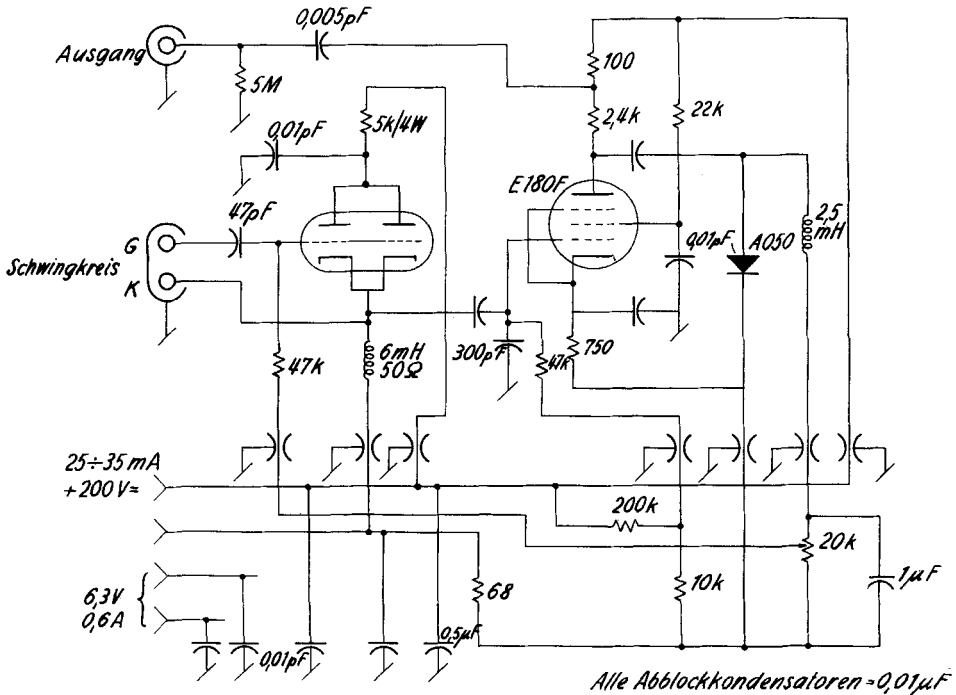 0,005pF
Ausgang
5M
100
5k/4W
2,4k
22k
0,01pF
E180F
47pF
G
Schwingkreis
K
0,01pF
A050
2,5
mH
6mH
50Ω
300pF
47k
750
47k
25÷35mA
+200V=
200k
20k
6,3V
0,6A
68
10k
1µF
0,01pF
0,5µF
Alle Abblockkondensatoren=0,01µF